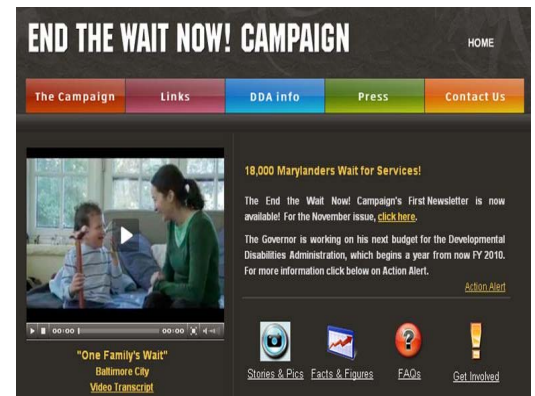 END THE WAIT NOW! CAMPAIGN
HOME
The Campaign
Links
DDA info
Press
Contact Us
18,000 Marylanders Wait for Services!
The End the Wait Now! Campaign's First Newsletter is now
available! For the November issue, click here.
The Governor is working on his next budget for the Developmental
Disabilities Administration, which begins a year from now FY 2010.
For more information click below on Action Alert.
Action Alert
00:00
00:00
"One Family's Wait"
Baltimore City
Video Transcript
Stories & Pics
Facts & Figures
FAQs
Get Involved